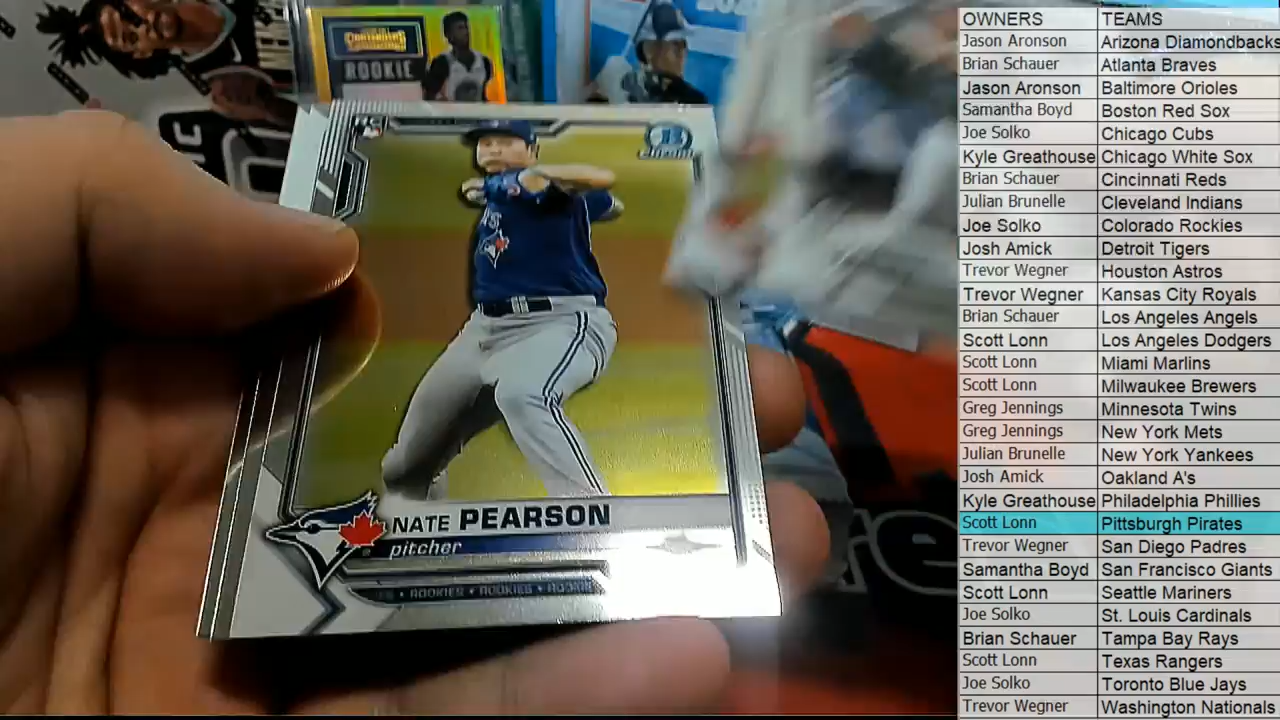 CONTENDERS
ROOKIE
RC
B
CHROME
NATE PEARSON
pitcher
• ROOKIES • ROOKIES • ROOKIES
OWNERS TEAMS
Jason Aronson Arizona Diamondbacks
Brian Schauer Atlanta Braves
Jason Aronson Baltimore Orioles
Samantha Boyd Boston Red Sox
Joe Solko Chicago Cubs
Kyle Greathouse Chicago White Sox
Brian Schauer Cincinnati Reds
Julian Brunelle Cleveland Indians
Joe Solko Colorado Rockies
Josh Amick Detroit Tigers
Trevor Wegner Houston Astros
Trevor Wegner Kansas City Royals
Brian Schauer Los Angeles Angels
Scott Lonn Los Angeles Dodgers
Scott Lonn Miami Marlins
Scott Lonn Milwaukee Brewers
Greg Jennings Minnesota Twins
Greg Jennings New York Mets
Julian Brunelle New York Yankees
Josh Amick Oakland A's
Kyle Greathouse Philadelphia Phillies
Scott Lonn Pittsburgh Pirates
Trevor Wegner San Diego Padres
Samantha Boyd San Francisco Giants
Scott Lonn Seattle Mariners
Joe Solko St. Louis Cardinals
Brian Schauer Tampa Bay Rays
Scott Lonn Texas Rangers
Joe Solko Toronto Blue Jays
Trevor Wegner Washington Nationals